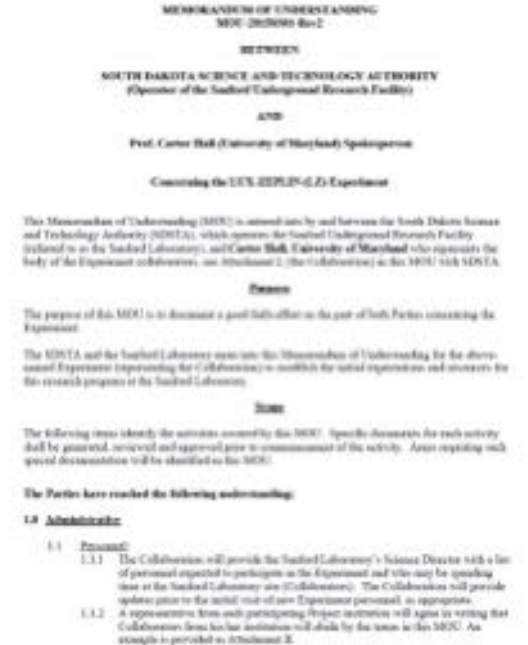 MEMORANDUM OF UNDERSTANDING
BETWEEN
SOUTH DAKOTA SCIENCE AND TECHNOLOGY AUTHORITY
(Operator of the Sanford Underground Research Facility)
AND
Prof. Carter Hall (University of Maryland) Spokesperson
Concerning the LUX-ZEPLIN (LZ) Experiment
This Memorandum of Understanding (MOU) is entered into by and between the South Dakota Science
and Technology Authority (SDSTA), which operates the Sanford Underground Research Facility
(referred to as the Sanford Laboratory), and Carter Hall, University of Maryland who represents the
body of the Experiment collaboration, see Attachment I, (the Collaboration) in this MOU with SDSTA.
Purpose
The purpose of this MOU is to document a good faith effort on the part of both Parties concerning the
Experiment.
The SDSTA and the Sanford Laboratory enter into this Memorandum of Understanding for the above-
named Experiment (representing the Collaboration) to establish the initial expectations and resources for
this research program at the Sanford Laboratory.
Scope
The following items identify the activities covered by this MOU. Specific documents for each activity
shall be generated, reviewed and approved prior to commencement of the activity. Areas requiring such
special documentation will be identified in this MOU.
The Parties have reached the following understanding:
1.0 Administrative
1.1 Personnel
1.1.1 The Collaboration will provide the Sanford Laboratory's Science Director with a list
of personnel expected to participate in the Experiment and who may be spending
time at the Sanford Laboratory site (Collaborators). The Collaboration will provide
updates prior to the initial visit of new Experiment personnel, as appropriate.
1.1.2 A representative from each participating Project institution will agree in writing that
Collaborators from his/her institution will abide by the terms in this MOU. An
example is provided in Attachment II.